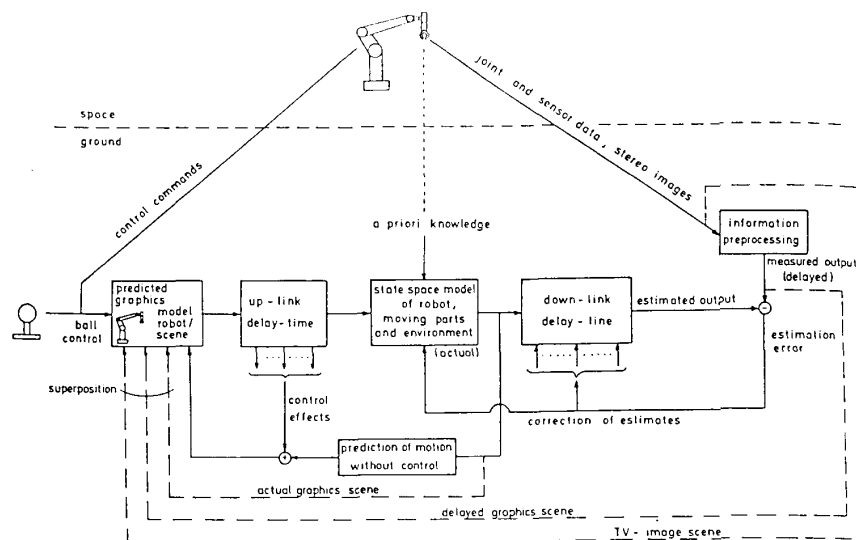 space
ground
control commands
joint and sensor data, stereo images
a priori knowledge
information
preprocessing
measured output
(delayed)
predicted
graphics
model
robot/
scene
ball
control
up-link
delay-time
state space model
of robot,
moving parts
and environment
(actual)
down-link
delay-line
estimated output
-
estimation
error
superposition
control
effects
correction of estimates
+
prediction of motion
without control
actual graphics scene
delayed graphics scene
TV-image scene